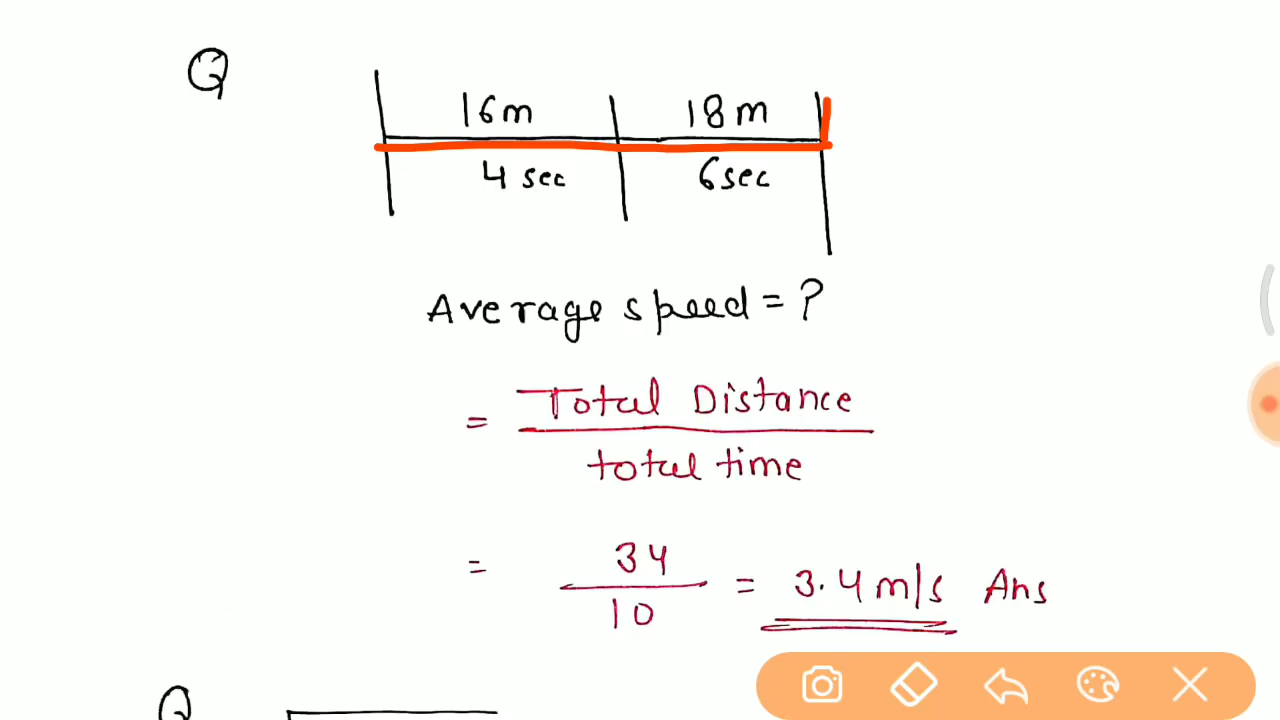 Q
16m 18m
4 sec 6sec
Average speed = ?
= Total Distance
total time
= 34
10 = 3.4 m/s Ans
Q